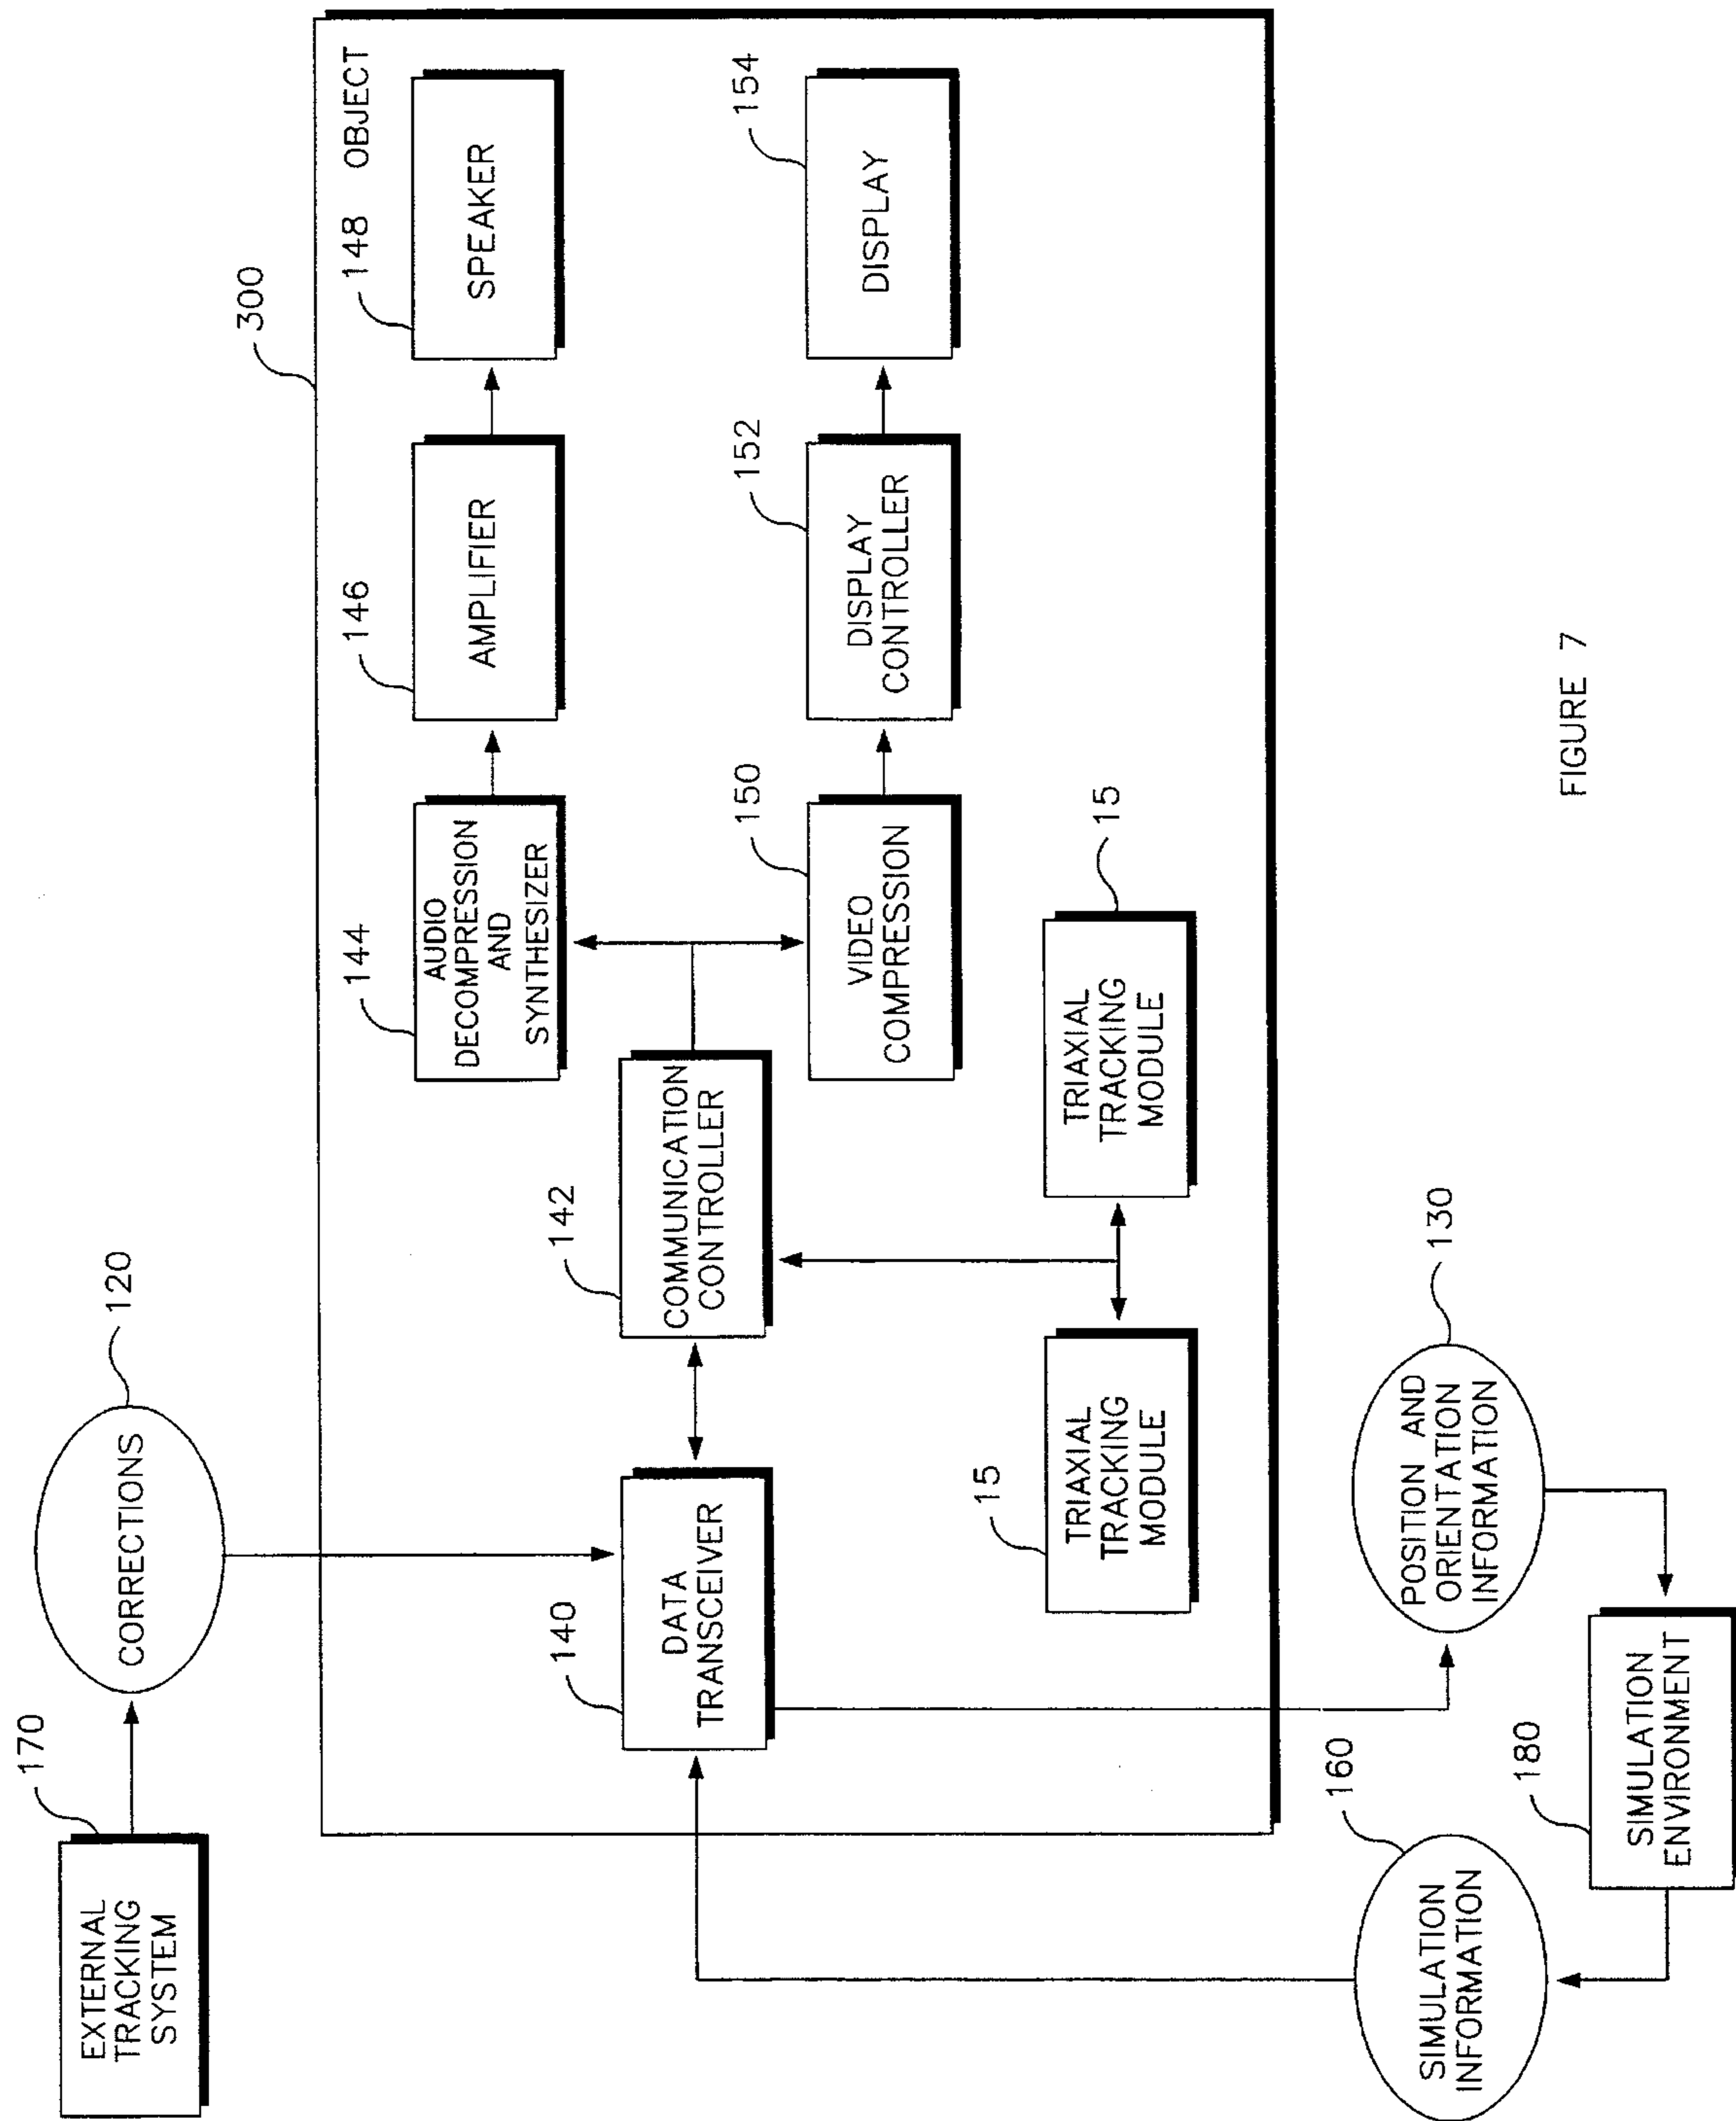 170
EXTERNAL
TRACKING
SYSTEM
120
CORRECTIONS
300
OBJECT
144
AUDIO
DECOMPRESSION
AND
SYNTHESIZER
146
AMPLIFIER
148
SPEAKER
140
DATA
TRANSCEIVER
142
COMMUNICATION
CONTROLLER
150
VIDEO
COMPRESSION
152
DISPLAY
CONTROLLER
154
DISPLAY
15
TRIAXIAL
TRACKING
MODULE
15
TRIAXIAL
TRACKING
MODULE
160
SIMULATION
INFORMATION
130
POSITION AND
ORIENTATION
INFORMATION
180
SIMULATION
ENVIRONMENT
FIGURE 7